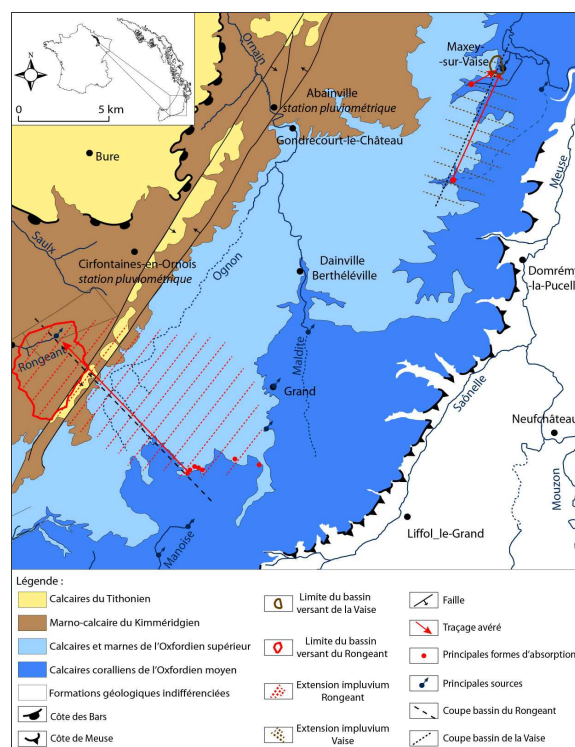 N
0
5 km
Ornain
Maxey-
-sur-Vaise
Abainville
station pluviométrique
Gondrecourt-le-Château
Bure
Meuse
Saulx
Cirfontaines-en-Ornois
station pluviométrique
Ognon
Dainville
Berthéléville
Domrémy
-la-Pucell
Rongeant
Maldite
Grand
Saônelle
Neufchâteau
Mouzon
Liffol_le-Grand
Manoise
Légende :
Calcaires du Tithonien
Marno-calcaire du Kimméridgien
Calcaires et marnes de l'Oxfordien supérieur
Calcaires coralliens de l'Oxfordien moyen
Formations géologiques indifférenciées
Côte des Bars
Côte de Meuse
Limite du bassin
versant de la Vaise
Limite du bassin
versant du Rongeant
Extension impluvium
Rongeant
Extension impluvium
Vaise
Faille
Traçage avéré
Principales formes d'absorption
Principales sources
Coupe bassin du Rongeant
Coupe bassin de la Vaise